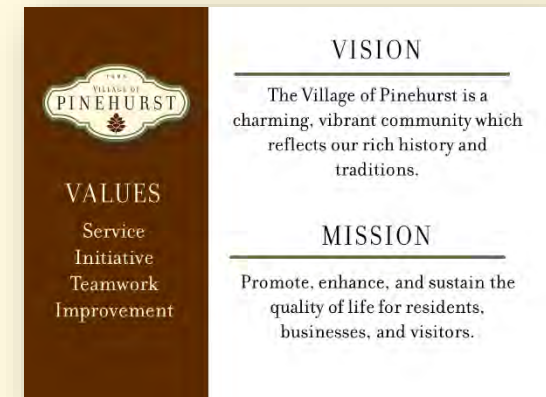 VILLAGE OF
PINEHURST
VALUES
Service
Initiative
Teamwork
Improvement
VISION
The Village of Pinehurst is a
charming, vibrant community which
reflects our rich history and
traditions.
MISSION
Promote, enhance, and sustain the
quality of life for residents,
businesses, and visitors.